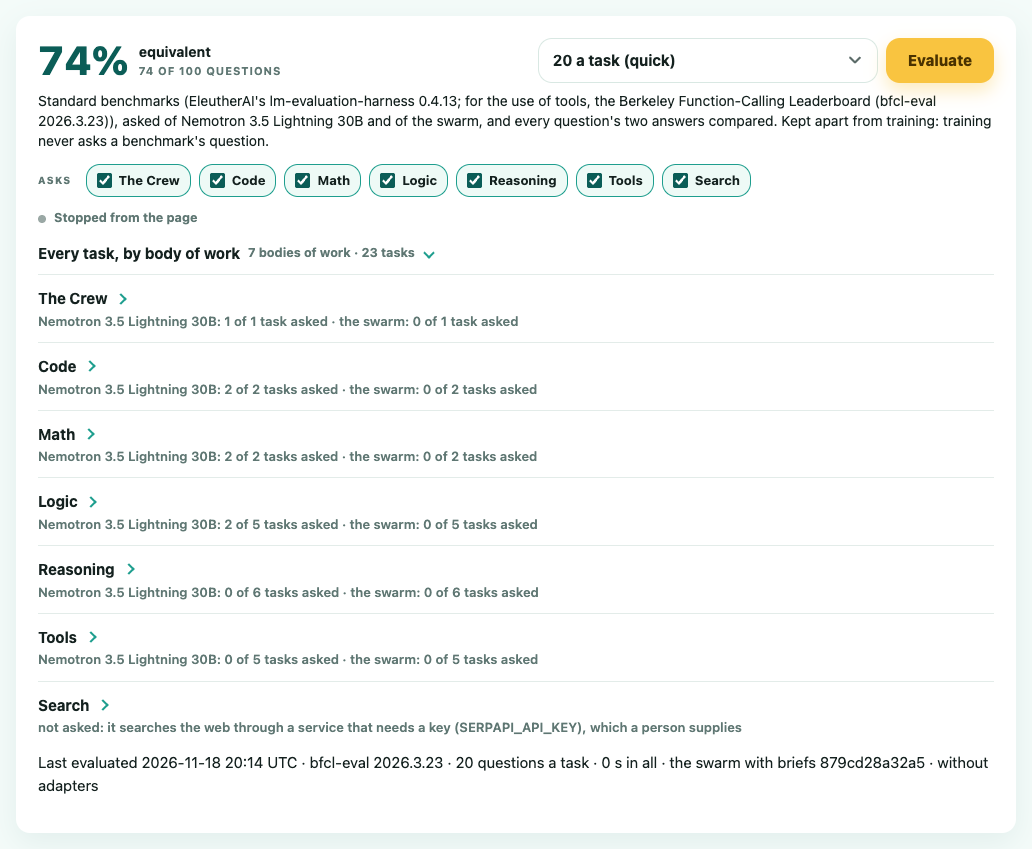 74% equivalent
74 OF 100 QUESTIONS
20 a task (quick)
Evaluate
Standard benchmarks (EleutherAI's lm-evaluation-harness 0.4.13; for the use of tools, the Berkeley Function-Calling Leaderboard (bfcl-eval
2026.3.23)), asked of Nemotron 3.5 Lightning 30B and of the swarm, and every question's two answers compared. Kept apart from training: training
never asks a benchmark's question.
ASKS The Crew Code Math Logic Reasoning Tools Search
Stopped from the page
Every task, by body of work 7 bodies of work · 23 tasks
The Crew
Nemotron 3.5 Lightning 30B: 1 of 1 task asked · the swarm: 0 of 1 task asked
Code
Nemotron 3.5 Lightning 30B: 2 of 2 tasks asked · the swarm: 0 of 2 tasks asked
Math
Nemotron 3.5 Lightning 30B: 2 of 2 tasks asked · the swarm: 0 of 2 tasks asked
Logic
Nemotron 3.5 Lightning 30B: 2 of 5 tasks asked · the swarm: 0 of 5 tasks asked
Reasoning
Nemotron 3.5 Lightning 30B: 0 of 6 tasks asked · the swarm: 0 of 6 tasks asked
Tools
Nemotron 3.5 Lightning 30B: 0 of 5 tasks asked · the swarm: 0 of 5 tasks asked
Search
not asked: it searches the web through a service that needs a key (SERPAPI_API_KEY), which a person supplies
Last evaluated 2026-11-18 20:14 UTC · bfcl-eval 2026.3.23 · 20 questions a task · 0 s in all · the swarm with briefs 879cd28a32a5 · without
adapters